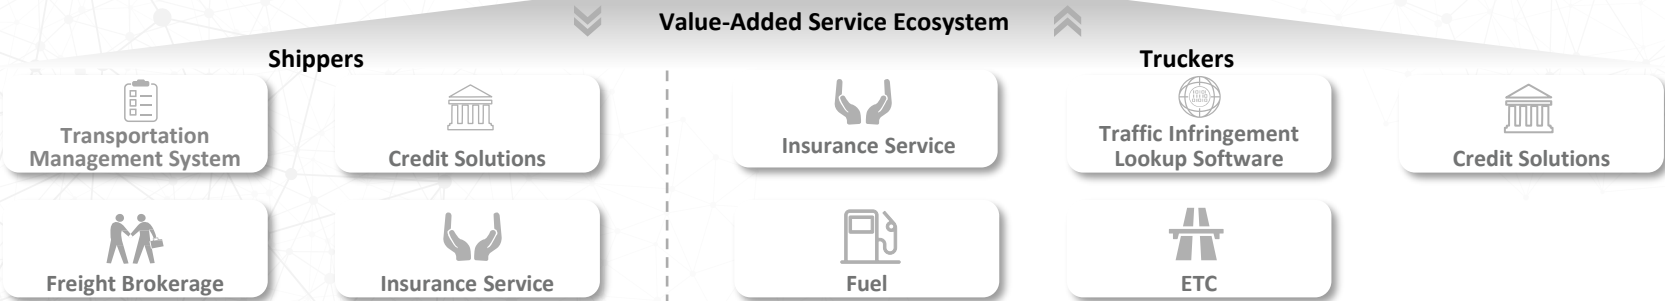 Value-Added Service Ecosystem
Shippers
Truckers
Transportation
Management System
Credit Solutions
Insurance Service
Traffic Infringement
Lookup Software
Credit Solutions
Freight Brokerage
Insurance Service
Fuel
ETC